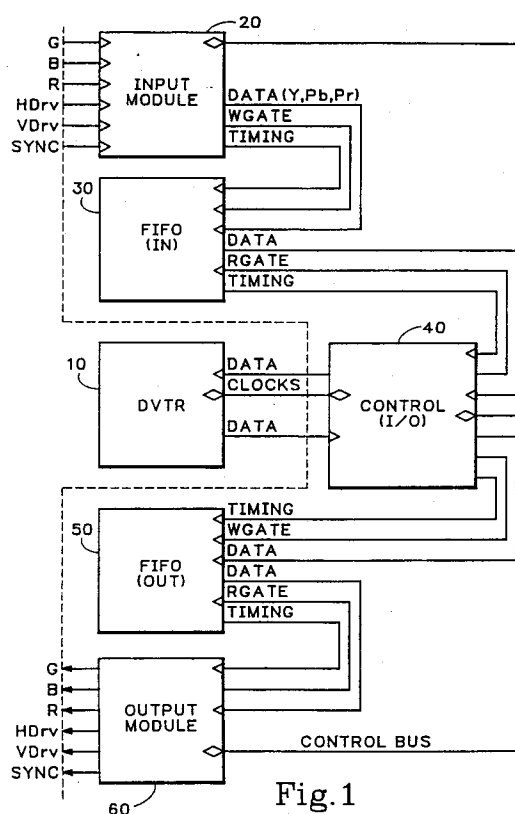 20
G
B
R
HDrv
VDrv
SYNC
INPUT
MODULE
DATA(Y,Pb,Pr)
WGATE
TIMING
30
FIFO
(IN)
DATA
RGATE
TIMING
10
DVTR
DATA
CLOCKS
DATA
40
CONTROL
(I/O)
50
FIFO
(OUT)
TIMING
WGATE
DATA
DATA
RGATE
TIMING
G
B
R
HDrv
VDrv
SYNC
OUTPUT
MODULE
CONTROL BUS
60
Fig.1